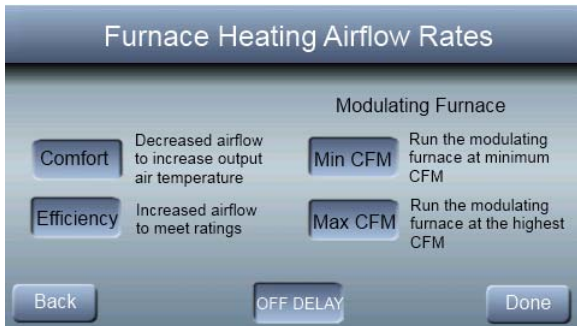 Furnace Heating Airflow Rates
Modulating Furnace
Comfort
Decreased airflow
to increase output
air temperature
Min CFM
Run the modulating
furnace at minimum
CFM
Efficiency
Increased airflow
to meet ratings
Max CFM
Run the modulating
furnace at the highest
CFM
Back
OFF DELAY
Done